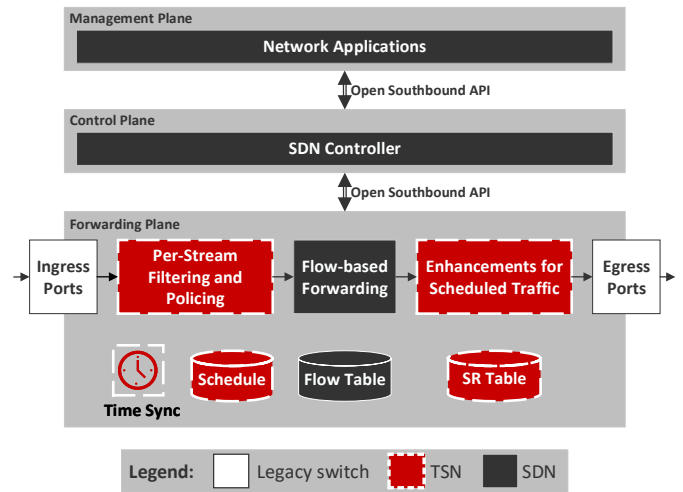 Management Plane
Network Applications
Open Southbound API
Control Plane
SDN Controller
Open Southbound API
Forwarding Plane
Ingress
Ports
Per-Stream
Filtering and
Policing
Flow-based
Forwarding
Enhancements for
Scheduled Traffic
Egress
Ports
Time Sync
Schedule
Flow Table
SR Table
Legend:
Legacy switch
TSN
SDN